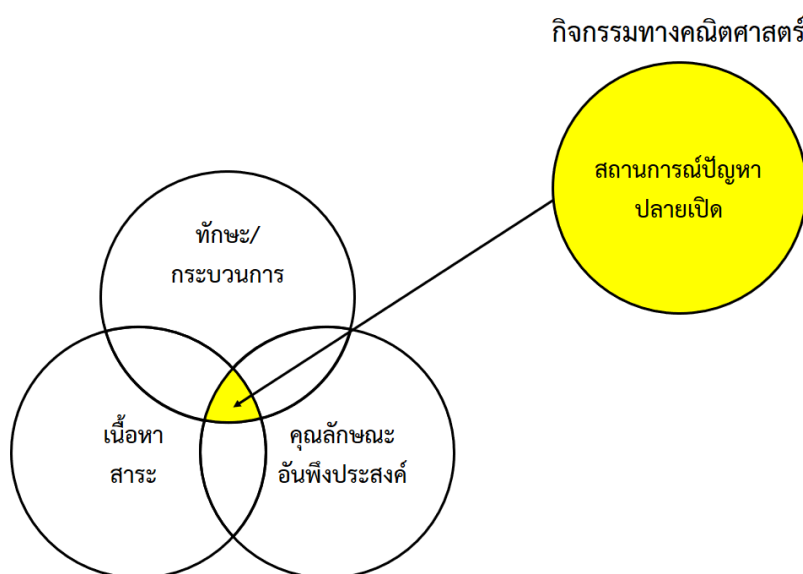 กิจกรรมทางคณิตศาสตร์
สถานการณ์ปัญหา
ปลายเปิด
ทักษะ/
กระบวนการ
เนื้อหา
สาระ
คุณลักษณะ
อันพึงประสงค์